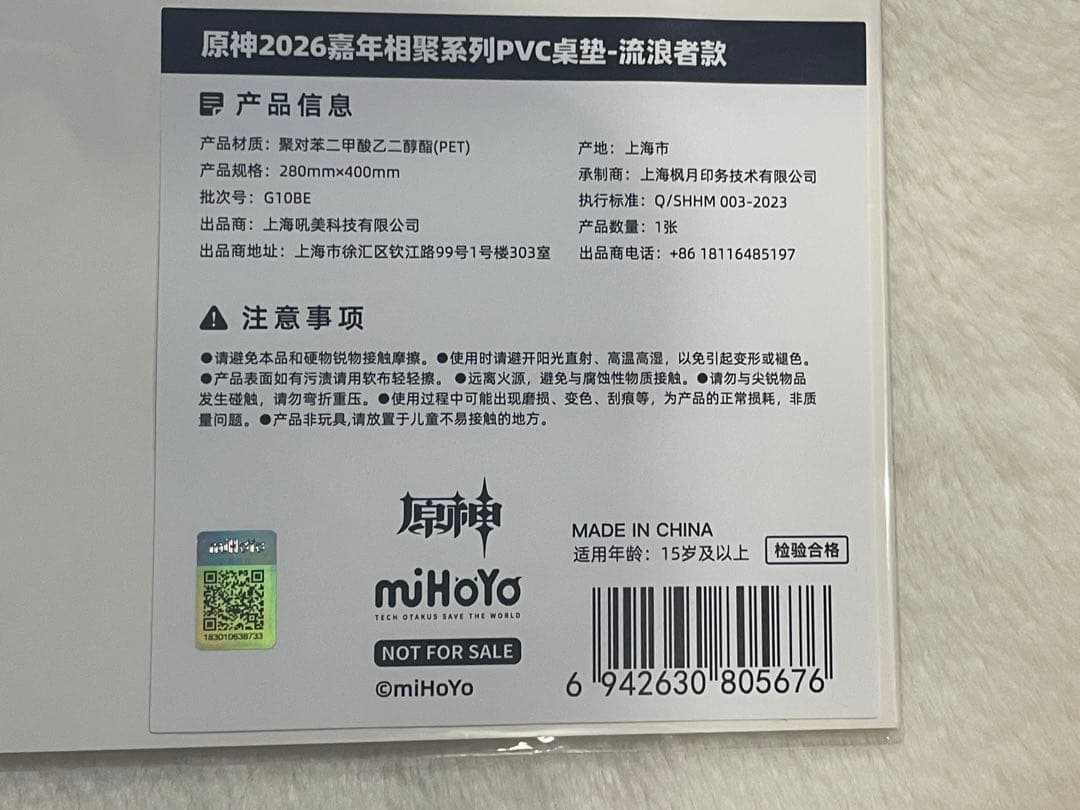 原神2026嘉年相聚系列PVC桌垫-流浪者款
产品信息
产品材质：聚对苯二甲酸乙二醇酯(PET)
产品规格：280mm×400mm
批次号：G10BE
出品商：上海吼美科技有限公司
出品商地址：上海市徐汇区钦江路99号1号楼303室
产地：上海市
承制商：上海枫月印务技术有限公司
执行标准：Q/SHHM 003-2023
产品数量：1张
出品商电话：+86 18116485197
注意事项
●请避免本品和硬物锐物接触摩擦。●使用时请避开阳光直射、高温高湿，以免引起变形或褪色。
●产品表面如有污渍请用软布轻轻擦。●远离火源，避免与腐蚀性物质接触。●请勿与尖锐物品
发生碰触，请勿弯折重压。●使用过程中可能出现磨损、变色、刮痕等，为产品的正常损耗，非质
量问题。●产品非玩具,请放置于儿童不易接触的地方。
miHoYo
183010638733
原神
miHoYo
TECH OTAKUS SAVE THE WORLD
NOT FOR SALE
©miHoYo
MADE IN CHINA
适用年龄：15岁及以上
检验合格
6 942630 805676